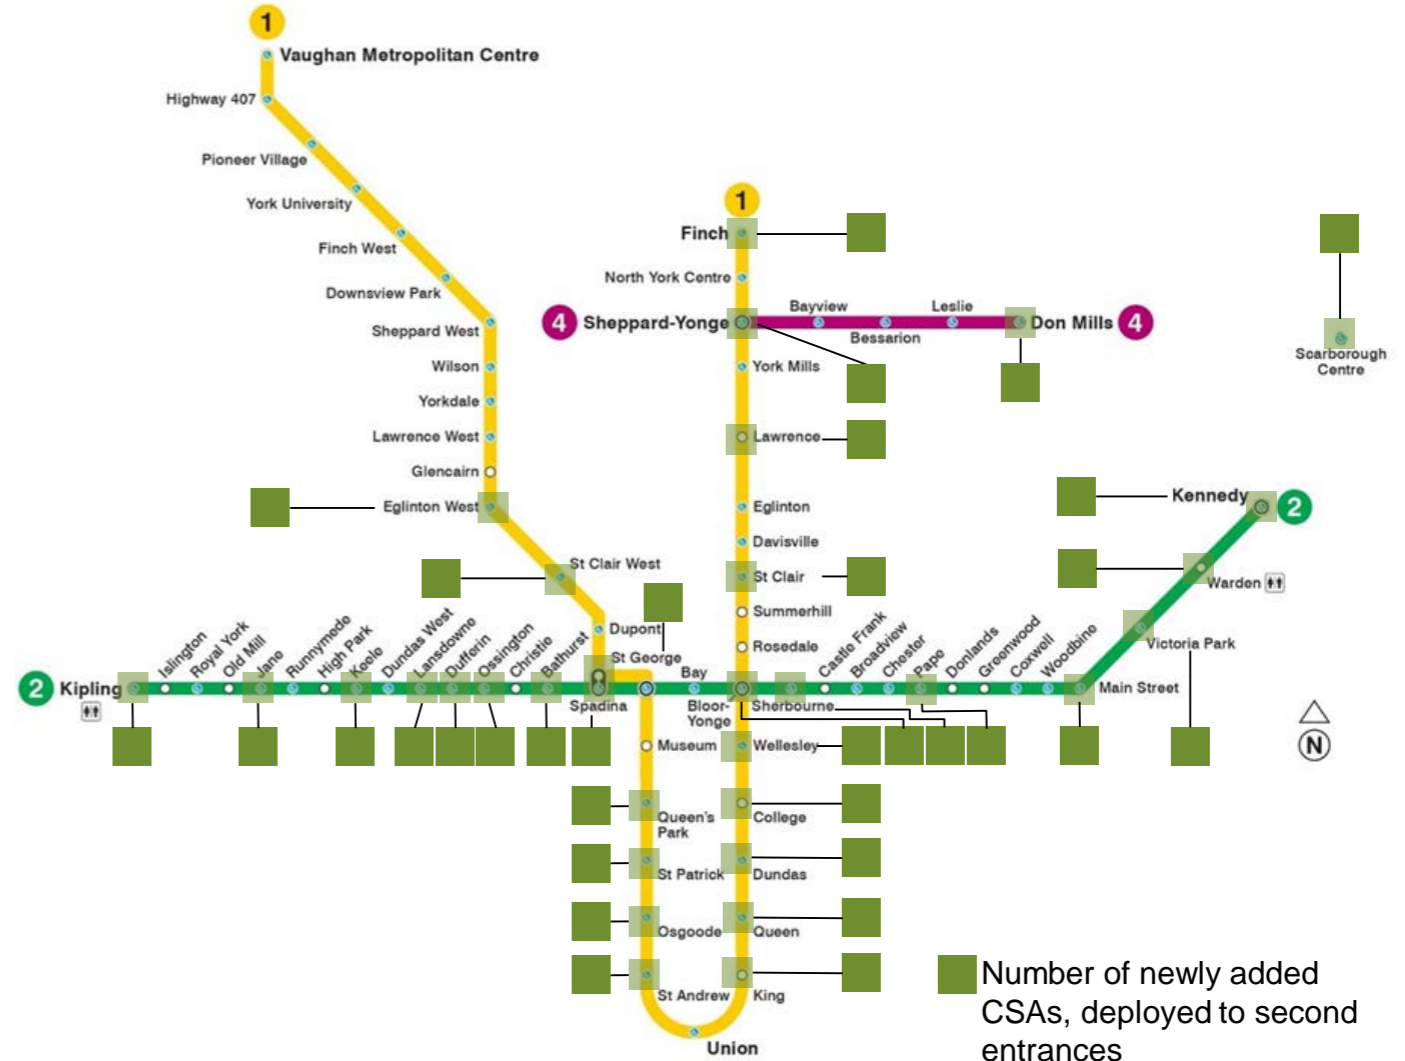 1
Vaughan Metropolitan Centre
Highway 407
Pioneer Village
York University
Finch West
Downsview Park
Sheppard West
Wilson
Yorkdale
Lawrence West
Glencairn
Eglinton West
St Clair West
Dupont
St George
Spadina
Museum
Queen's
Park
St Patrick
Osgoode
St Andrew
Union
1
Finch
North York Centre
4
Sheppard-Yonge
Bayview
Bessarion
Leslie
Don Mills
4
York Mills
Lawrence
Eglinton
Davisville
St Clair
Summerhill
Rosedale
Bloor-
Yonge
Wellesley
College
Dundas
Queen
King
2
Kipling
Islington
Royal York
Old Mill
Jane
Runnymede
High Park
Keele
Dundas West
Lansdowne
Dufferin
Ossington
Christie
Bathurst
Bay
Sherbourne
Castle Frank
Broadview
Chester
Pape
Donlands
Greenwood
Coxwell
Woodbine
Main Street
Victoria Park
Warden
Kennedy
2
Scarborough
Centre
N
Number of newly added
CSAs, deployed to second
entrances